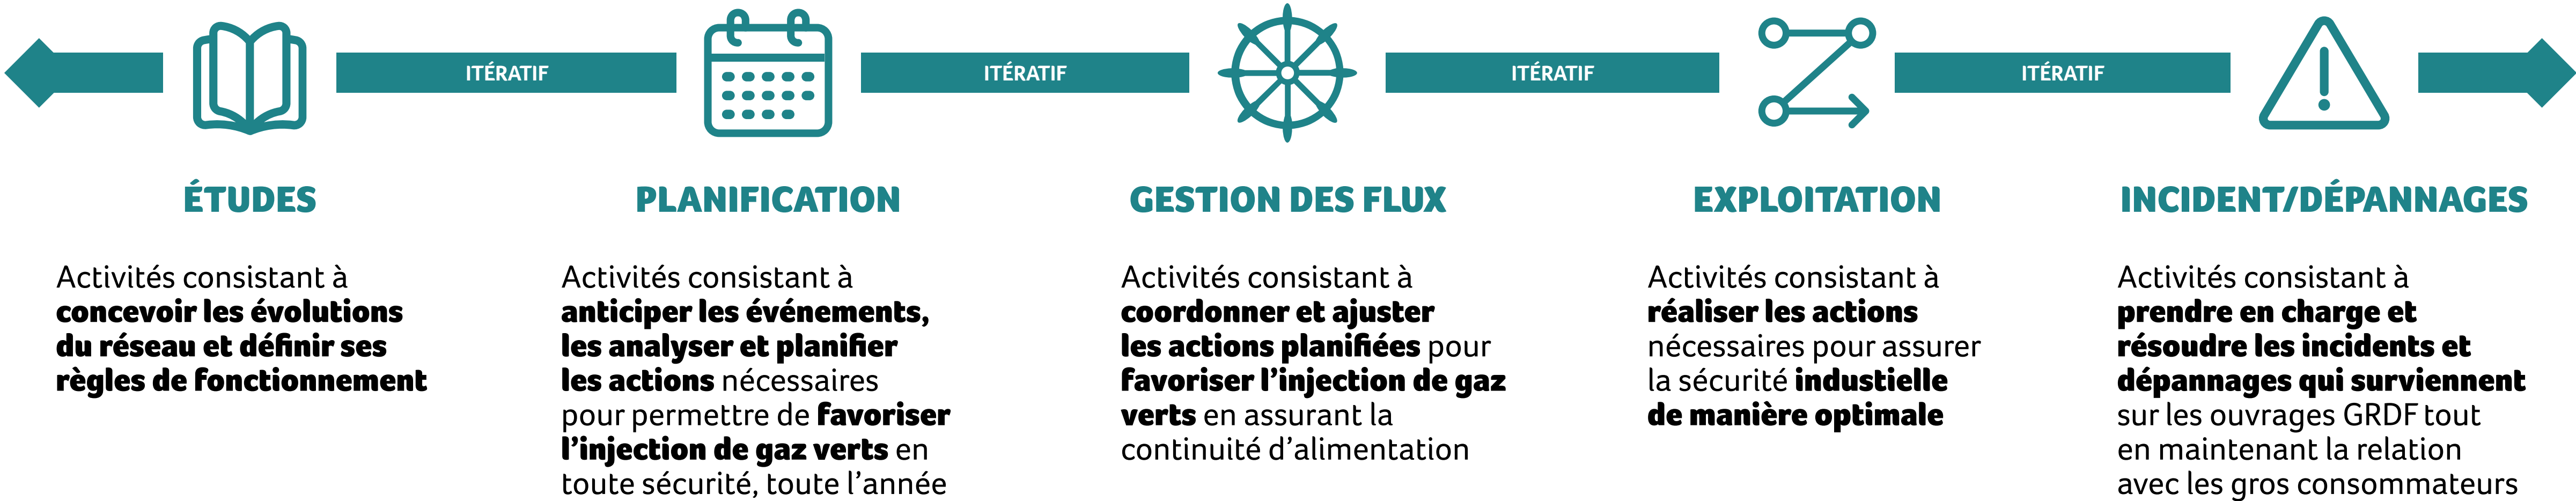 ITÉRATIF
ITÉRATIF
ITÉRATIF
ITÉRATIF
ÉTUDES
Activités consistant à
concevoir les évolutions
du réseau et définir ses
règles de fonctionnement
PLANIFICATION
Activités consistant à
anticiper les événements,
les analyser et planifier
les actions nécessaires
pour permettre de favoriser
l’injection de gaz verts en
toute sécurité, toute l’année
GESTION DES FLUX
Activités consistant à
coordonner et ajuster
les actions planifiées pour
favoriser l’injection de gaz
verts en assurant la
continuité d’alimentation
EXPLOITATION
Activités consistant à
réaliser les actions
nécessaires pour assurer
la sécurité industielle
de manière optimale
INCIDENT/DÉPANNAGES
Activités consistant à
prendre en charge et
résoudre les incidents et
dépannages qui surviennent
sur les ouvrages GRDF tout
en maintenant la relation
avec les gros consommateurs